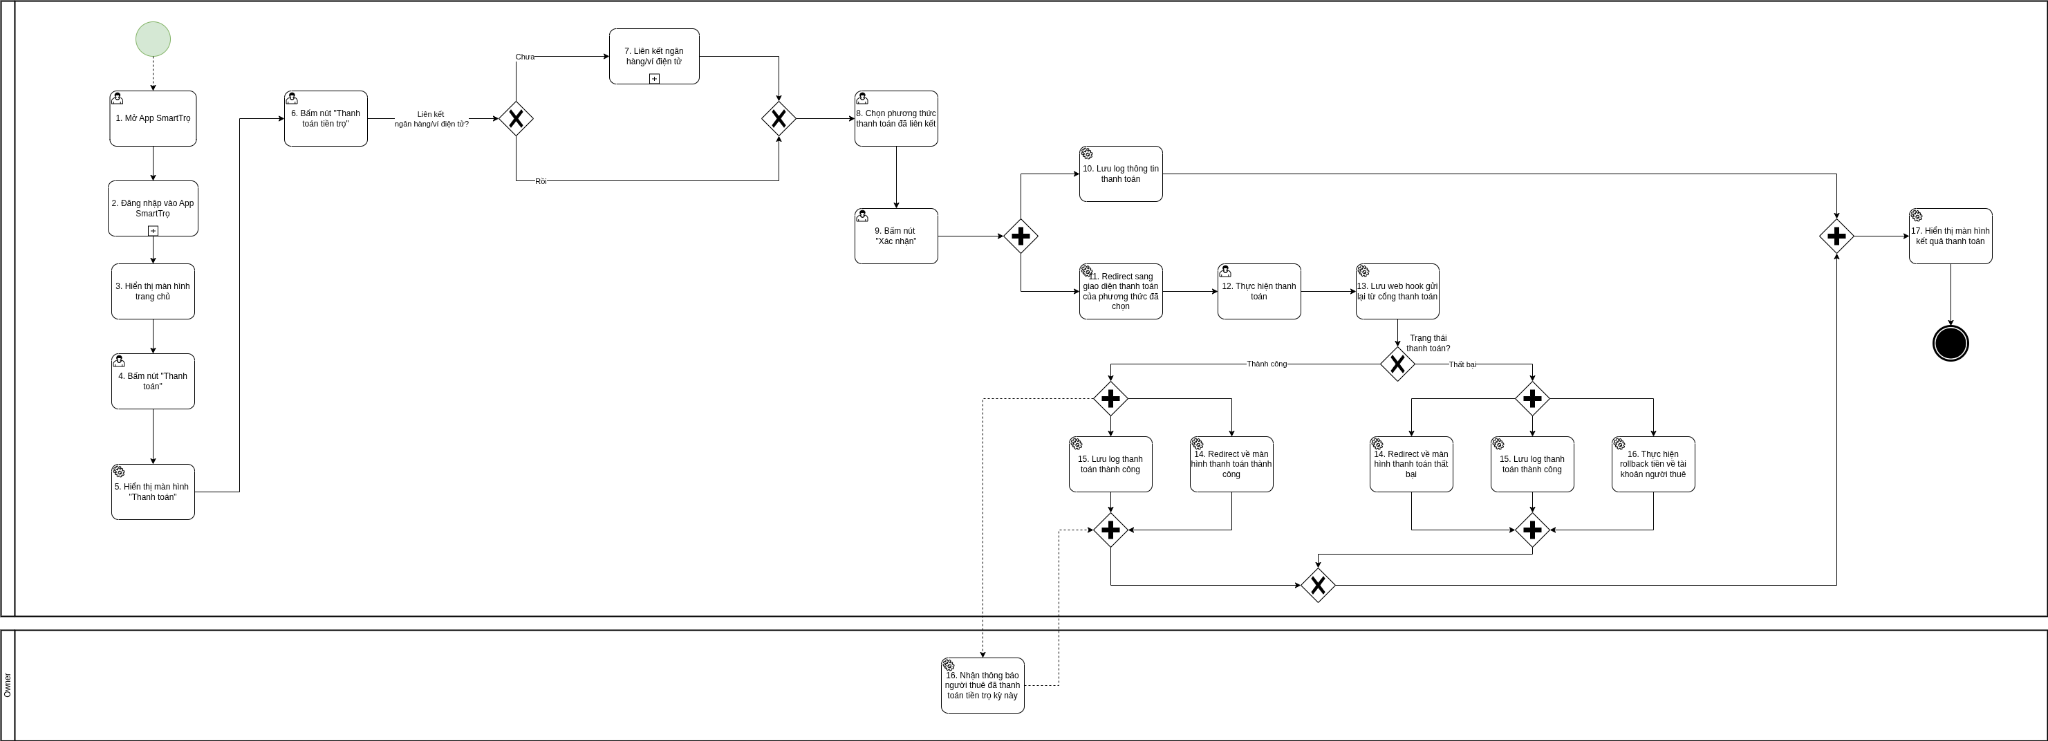 1. Mở App SmartTrọ
2. Đăng nhập vào App
SmartTrọ
3. Hiển thị màn hình
trang chủ
4. Bấm nút "Thanh
toán"
5. Hiển thị màn hình
"Thanh toán"
6. Bấm nút "Thanh
toán tiền trọ"
Liên kết
ngân hàng/ví điện tử?
Chưa
Rồi
7. Liên kết ngân
hàng/ví điện tử
8. Chọn phương thức
thanh toán đã liên kết
9. Bấm nút
"Xác nhận"
10. Lưu log thông tin
thanh toán
11. Redirect sang
giao diện thanh toán
của phương thức đã
chọn
12. Thực hiện thanh
toán
13. Lưu web hook gửi
lại từ cổng thanh toán
Trạng thái
thanh toán?
Thành công
Thất bại
15. Lưu log thanh
toán thành công
14. Redirect về màn
hình thanh toán thành
công
14. Redirect về màn
hình thanh toán thất
bại
15. Lưu log thanh
toán thành công
16. Thực hiện
rollback tiền về tài
khoản người thuê
17. Hiển thị màn hình
kết quả thanh toán
Owner
16. Nhận thông báo
người thuê đã thanh
toán tiền trọ kỳ này